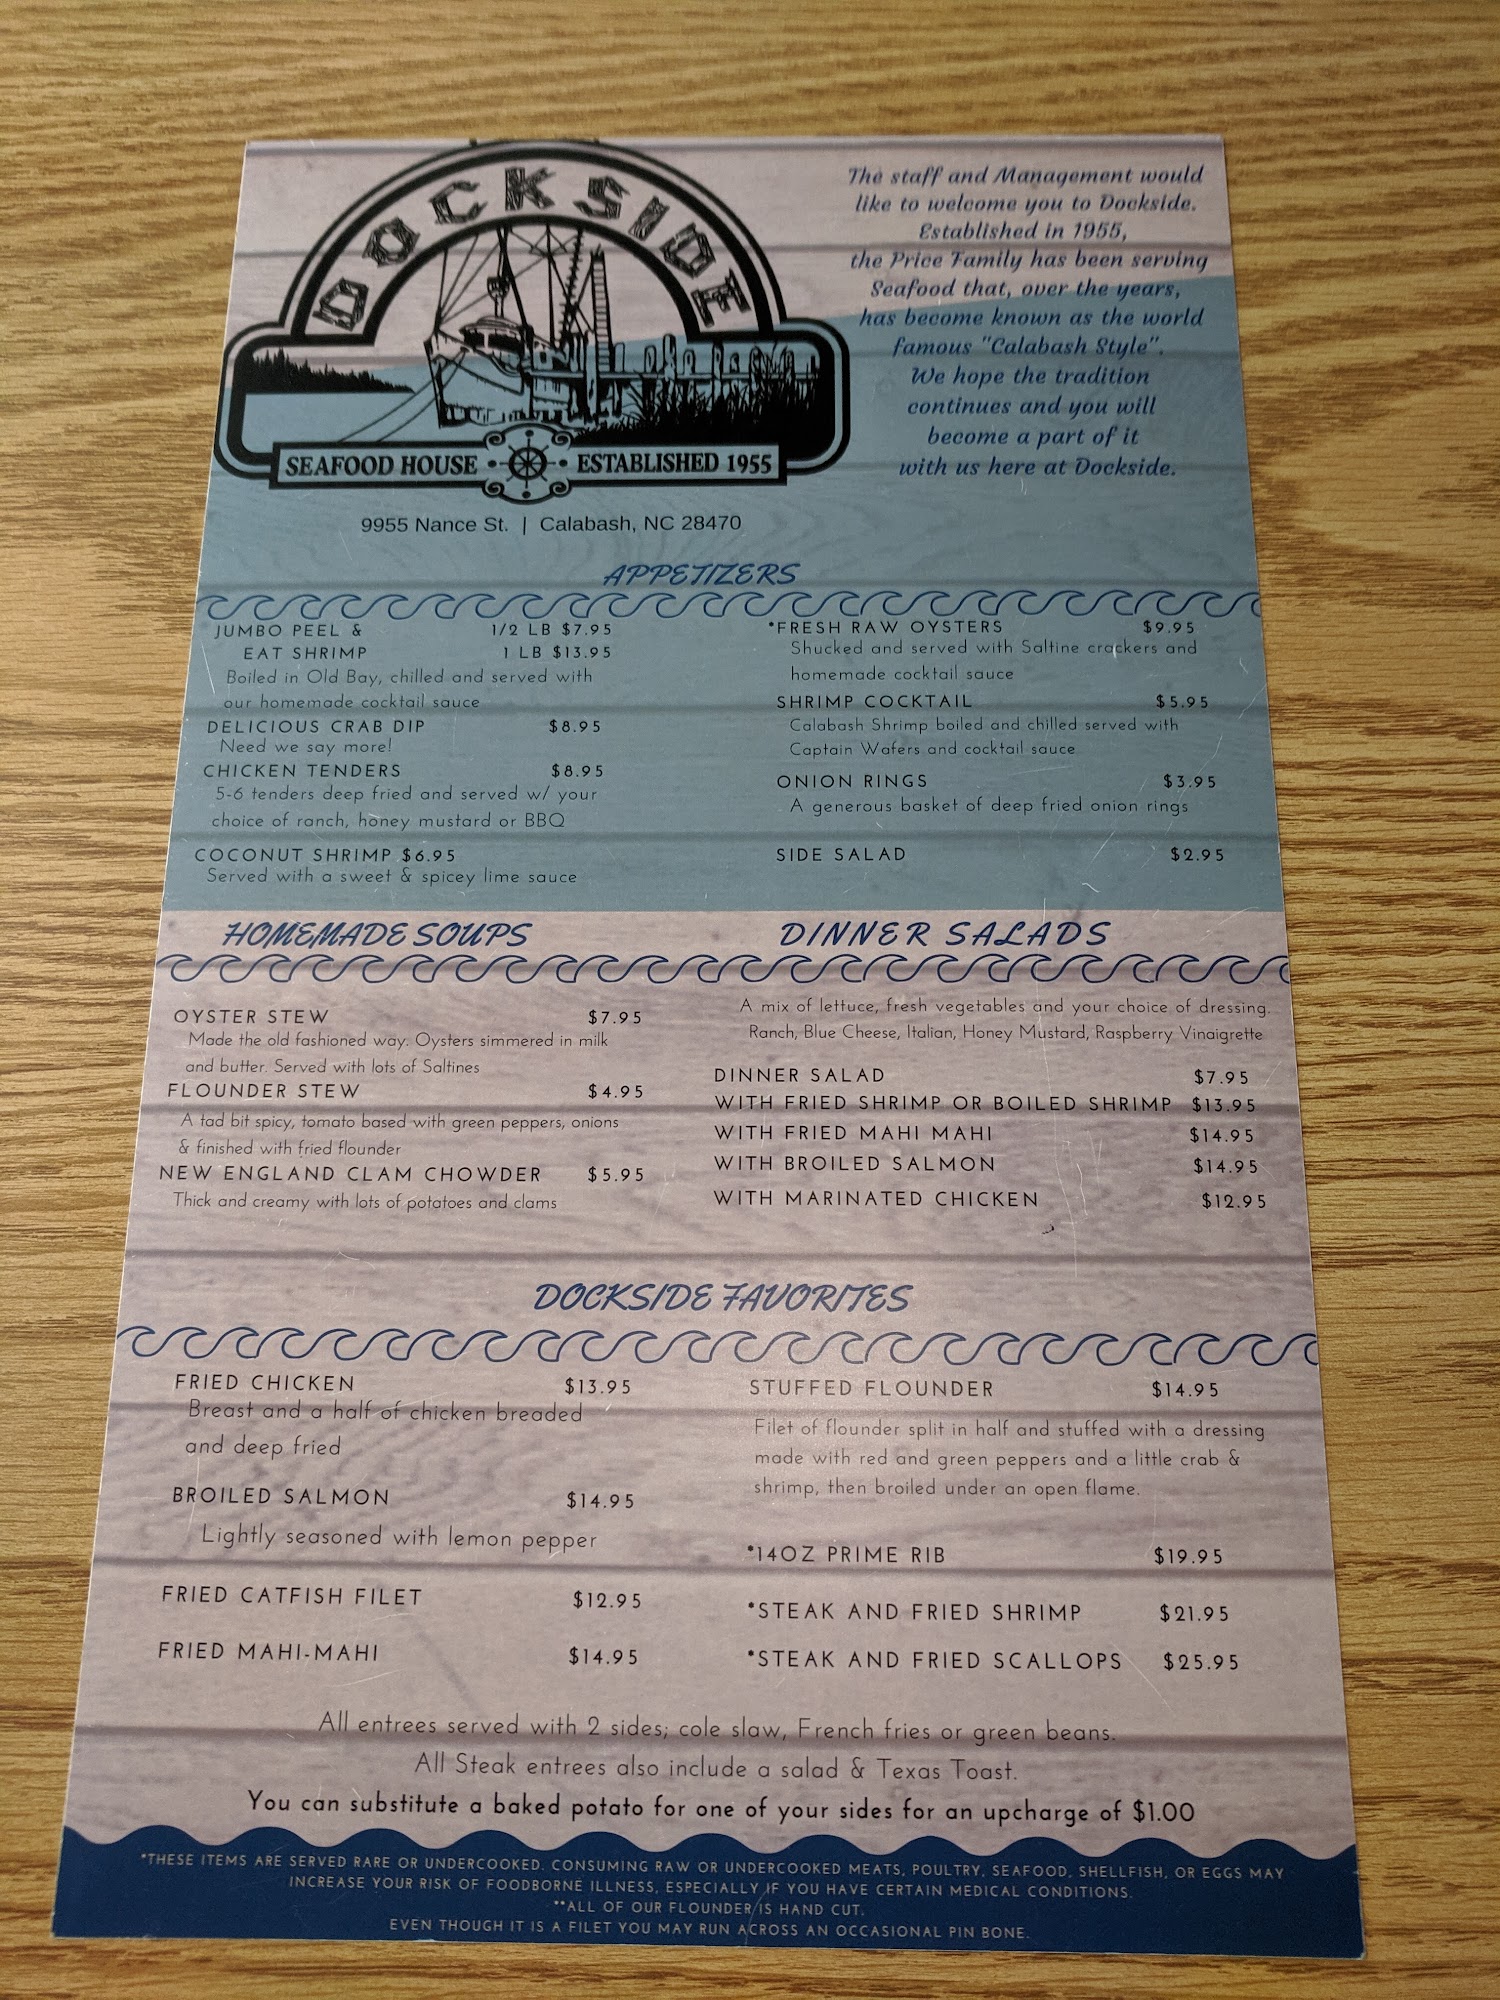 DOCKSIDE
SEAFOOD HOUSE ESTABLISHED 1955
9955 Nance St. | Calabash, NC 28470
The staff and Management would
like to welcome you to Dockside.
Established in 1955,
the Price Family has been serving
Seafood that, over the years,
has become known as the world
famous "Calabash Style".
We hope the tradition
continues and you will
become a part of it
with us here at Dockside.
APPETIZERS
JUMBO PEEL & 1/2 LB $7.95
EAT SHRIMP 1 LB $13.95
Boiled in Old Bay, chilled and served with
our homemade cocktail sauce
DELICIOUS CRAB DIP $8.95
Need we say more!
CHICKEN TENDERS $8.95
5-6 tenders deep fried and served w/ your
choice of ranch, honey mustard or BBQ
COCONUT SHRIMP $6.95
Served with a sweet & spicey lime sauce
*FRESH RAW OYSTERS $9.95
Shucked and served with Saltine crackers and
homemade cocktail sauce
SHRIMP COCKTAIL $5.95
Calabash Shrimp boiled and chilled served with
Captain Wafers and cocktail sauce
ONION RINGS $3.95
A generous basket of deep fried onion rings
SIDE SALAD $2.95
HOMEMADE SOUPS
OYSTER STEW $7.95
Made the old fashioned way. Oysters simmered in milk
and butter. Served with lots of Saltines
FLOUNDER STEW $4.95
A tad bit spicy, tomato based with green peppers, onions
& finished with fried flounder
NEW ENGLAND CLAM CHOWDER $5.95
Thick and creamy with lots of potatoes and clams
DINNER SALADS
A mix of lettuce, fresh vegetables and your choice of dressing.
Ranch, Blue Cheese, Italian, Honey Mustard, Raspberry Vinaigrette
DINNER SALAD $7.95
WITH FRIED SHRIMP OR BOILED SHRIMP $13.95
WITH FRIED MAHI MAHI $14.95
WITH BROILED SALMON $14.95
WITH MARINATED CHICKEN $12.95
DOCKSIDE FAVORITES
FRIED CHICKEN $13.95
Breast and a half of chicken breaded
and deep fried
BROILED SALMON $14.95
Lightly seasoned with lemon pepper
FRIED CATFISH FILET $12.95
FRIED MAHI-MAHI $14.95
STUFFED FLOUNDER $14.95
Filet of flounder split in half and stuffed with a dressing
made with red and green peppers and a little crab &
shrimp, then broiled under an open flame.
*14OZ PRIME RIB $19.95
*STEAK AND FRIED SHRIMP $21.95
*STEAK AND FRIED SCALLOPS $25.95
All entrees served with 2 sides; cole slaw, French fries or green beans.
All Steak entrees also include a salad & Texas Toast.
You can substitute a baked potato for one of your sides for an upcharge of $1.00
*THESE ITEMS ARE SERVED RARE OR UNDERCOOKED. CONSUMING RAW OR UNDERCOOKED MEATS, POULTRY, SEAFOOD, SHELLFISH, OR EGGS MAY
INCREASE YOUR RISK OF FOODBORNE ILLNESS, ESPECIALLY IF YOU HAVE CERTAIN MEDICAL CONDITIONS.
**ALL OF OUR FLOUNDER IS HAND CUT.
EVEN THOUGH IT IS A FILET YOU MAY RUN ACROSS AN OCCASIONAL PIN BONE.